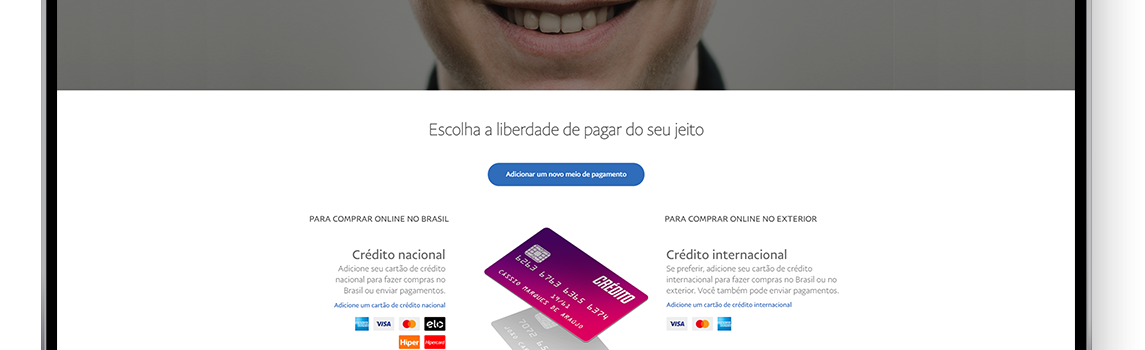 Escolha a liberdade de pagar do seu jeito
Adicionar um novo meio de pagamento
PARA COMPRAR ONLINE NO BRASIL
Crédito nacional
Adicione seu cartão de crédito
nacional para fazer compras no
Brasil ou enviar pagamentos.
Adicione um cartão de crédito nacional
VISA
elo
Hiper
Hipercard
CRÉDITO
6263 6763 6365 6374
CASSIO MARQUES DE ARAUJO
PARA COMPRAR ONLINE NO EXTERIOR
Crédito internacional
Se preferir, adicione seu cartão de crédito
internacional para fazer compras no Brasil ou no
exterior. Você também pode enviar pagamentos.
Adicione um cartão de crédito internacional
VISA